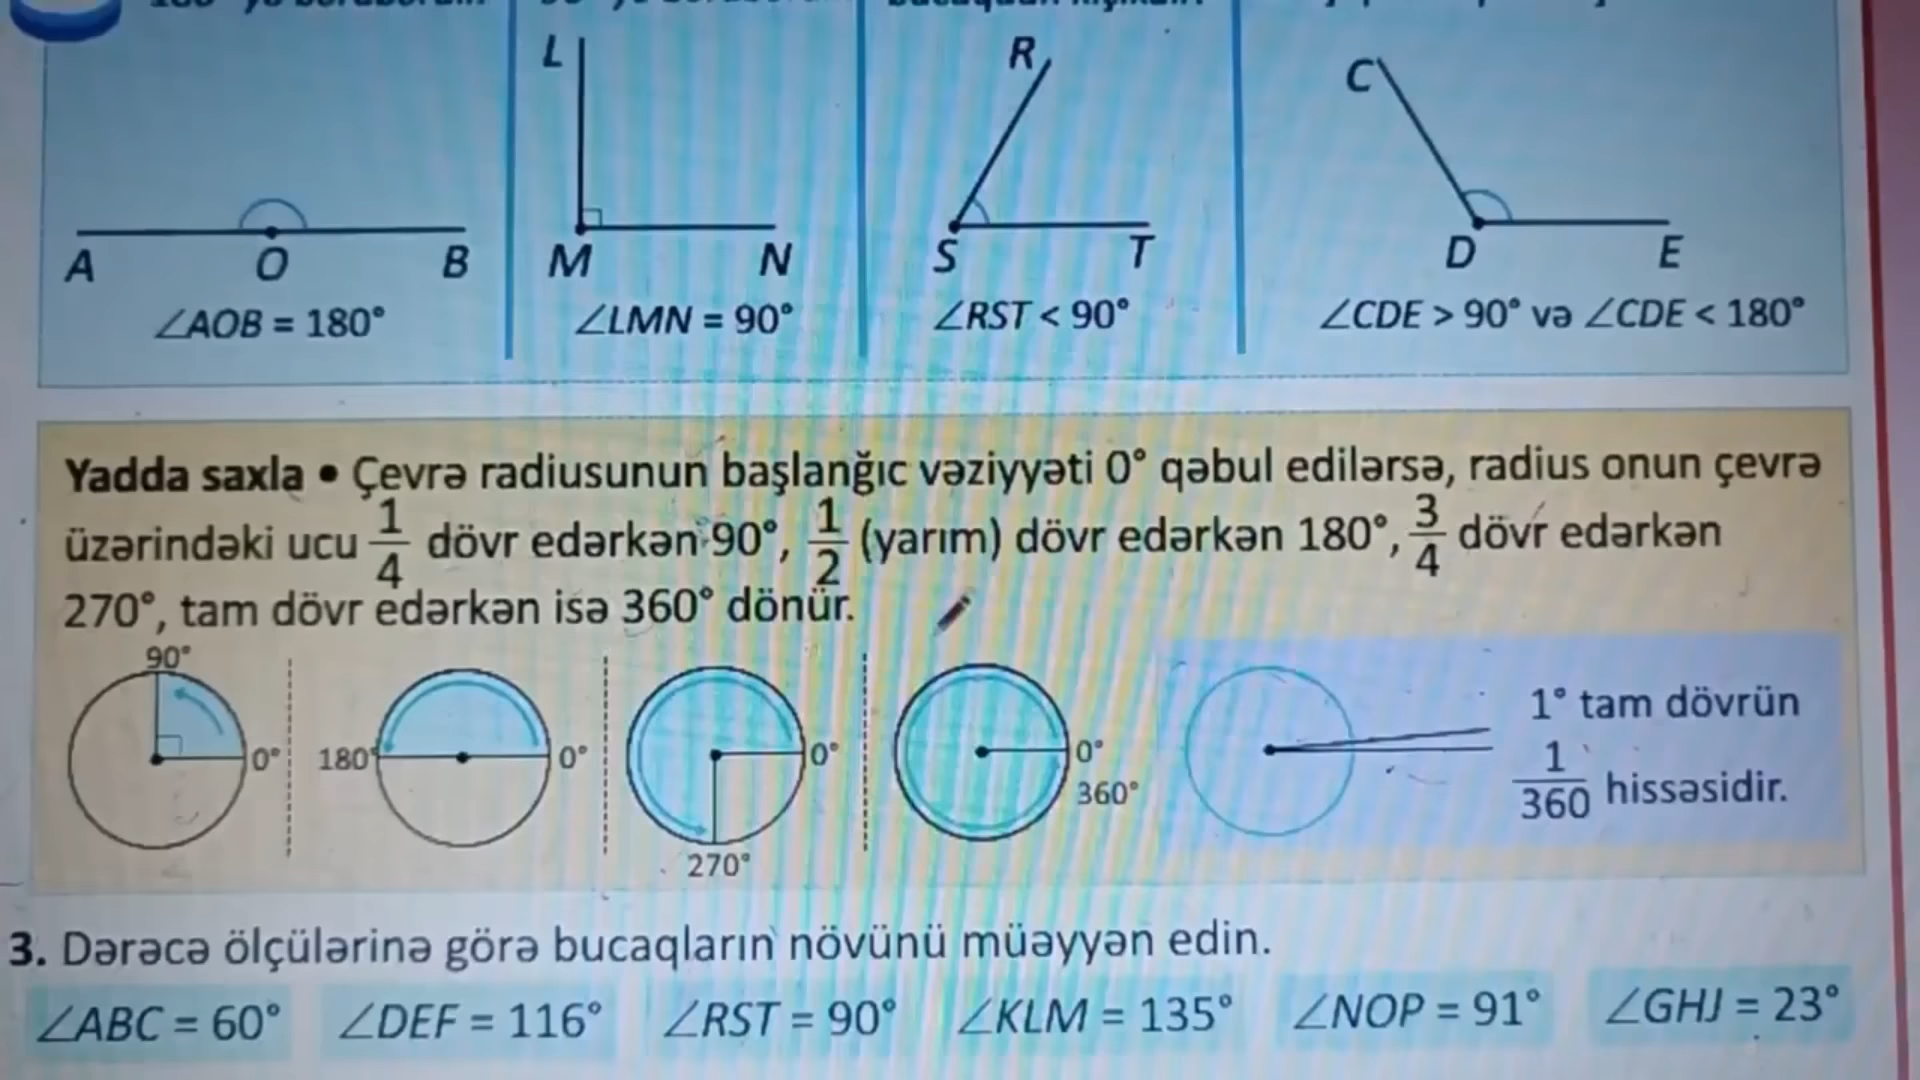 L
R
C
A
O
B
M
N
S
T
D
E
∠AOB = 180°
∠LMN = 90°
∠RST < 90°
∠CDE > 90° və ∠CDE < 180°
Yadda saxla • Çevrə radiusunun başlanğıc vəziyyəti 0° qəbul edilərsə, radius onun çevrə
üzərindəki ucu 1/4 dövr edərkən 90°, 1/2 (yarım) dövr edərkən 180°, 3/4 dövr edərkən
270°, tam dövr edərkən isə 360° dönür.
90°
0°
180°
0°
0°
270°
0°
360°
1° tam dövrün
1/360 hissəsidir.
3. Dərəcə ölçülərinə görə bucaqların növünü müəyyən edin.
∠ABC = 60° ∠DEF = 116° ∠RST = 90° ∠KLM = 135° ∠NOP = 91° ∠GHJ = 23°